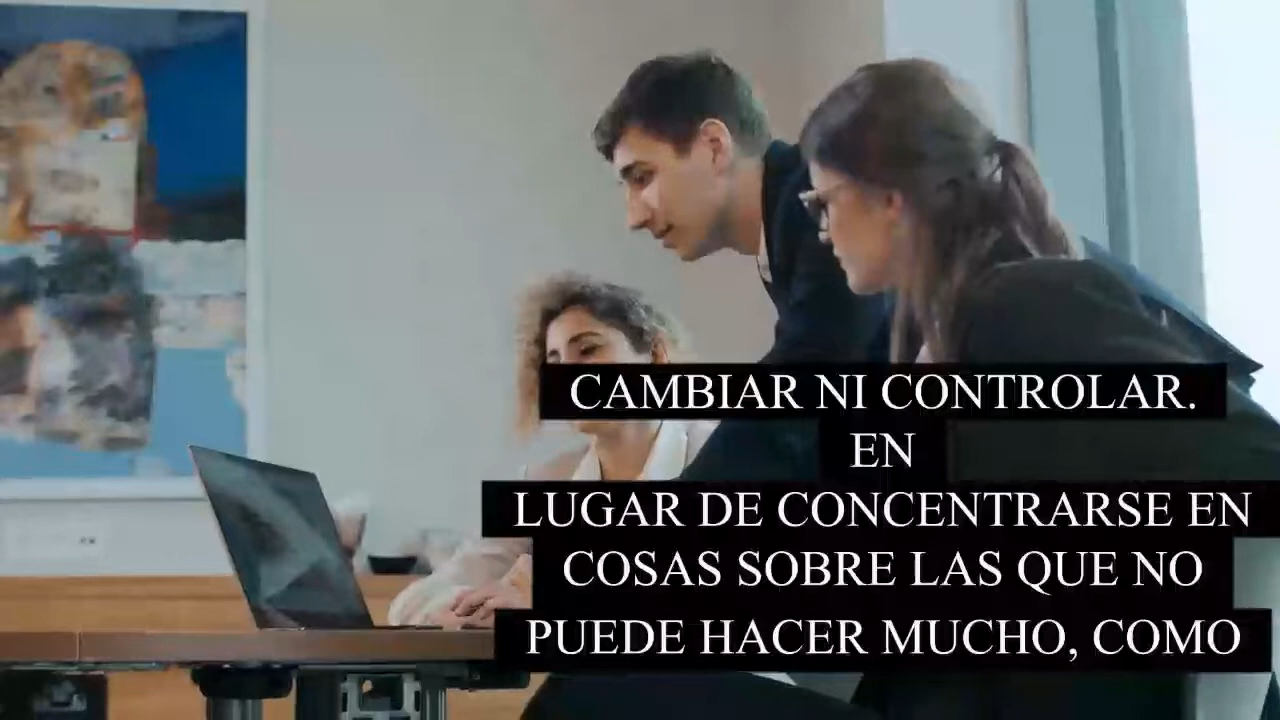 CAMBIAR NI CONTROLAR.
EN
LUGAR DE CONCENTRARSE EN
COSAS SOBRE LAS QUE NO
PUEDE HACER MUCHO, COMO